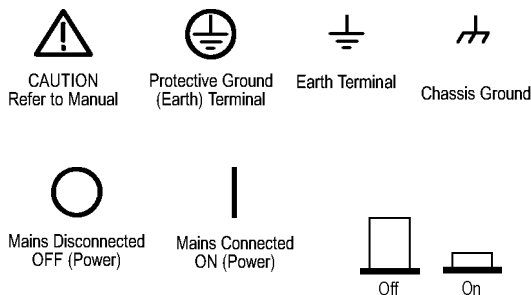 CAUTION
Refer to Manual
Protective Ground
(Earth) Terminal
Earth Terminal
Chassis Ground
Mains Disconnected
OFF (Power)
Mains Connected
ON (Power)
Off
On